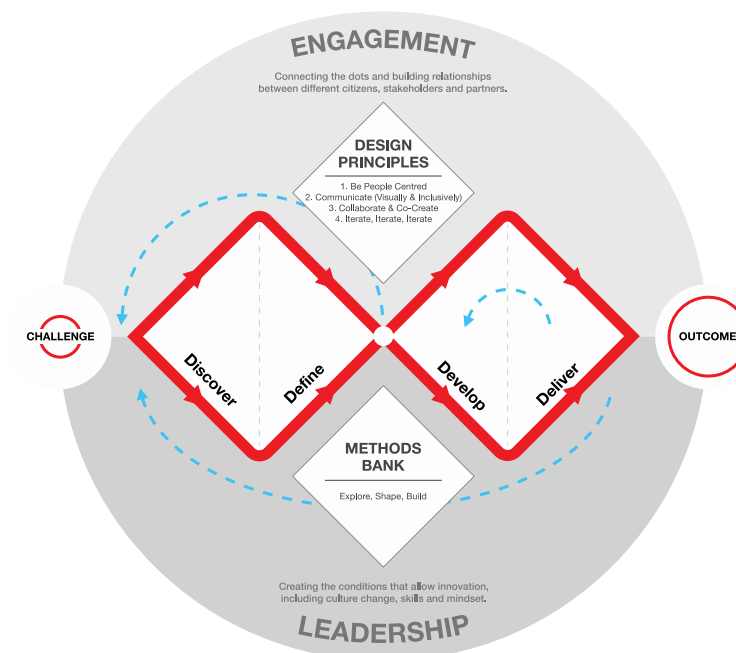 ENGAGEMENT
Connecting the dots and building relationships
between different citizens, stakeholders and partners.
DESIGN
PRINCIPLES
1. Be People Centred
2. Communicate (Visually & Inclusively)
3. Collaborate & Co-Create
4. Iterate, Iterate, Iterate
CHALLENGE
OUTCOME
Discover
Define
Develop
Deliver
METHODS
BANK
Explore, Shape, Build
Creating the conditions that allow innovation,
including culture change, skills and mindset.
LEADERSHIP